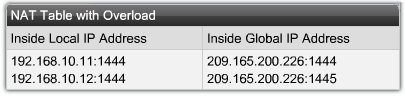 NAT Table with Overload
Inside Local IP Address Inside Global IP Address
192.168.10.11:1444 209.165.200.226:1444
192.168.10.12:1444 209.165.200.226:1445